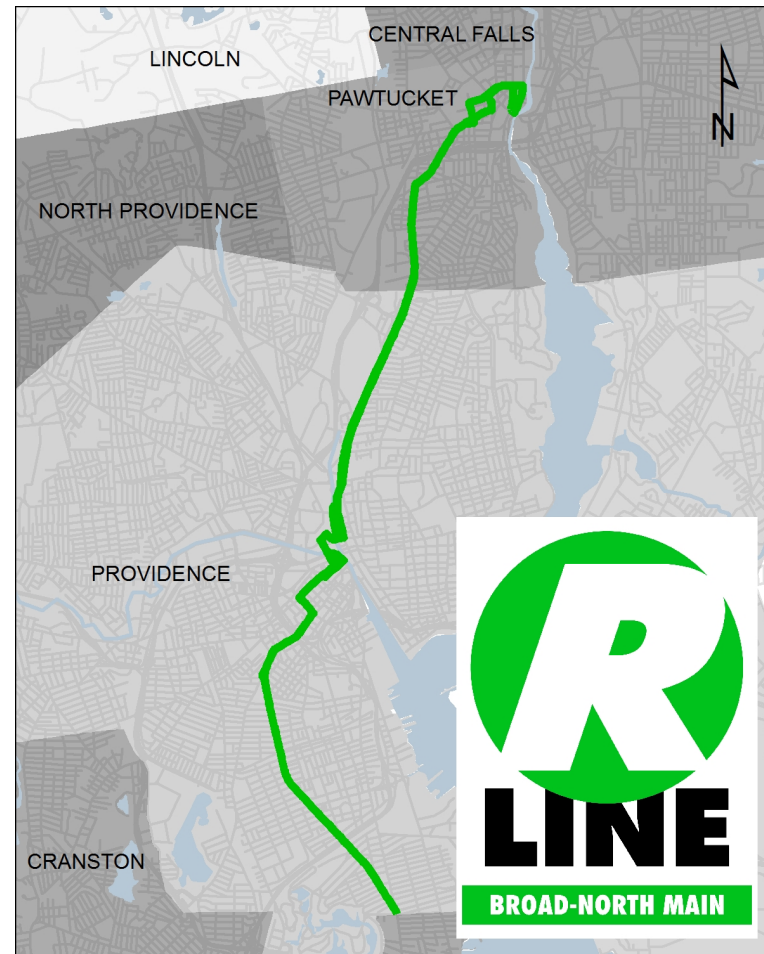 CENTRAL FALLS
LINCOLN
PAWTUCKET
N
NORTH PROVIDENCE
PROVIDENCE
R
LINE
CRANSTON
BROAD-NORTH MAIN